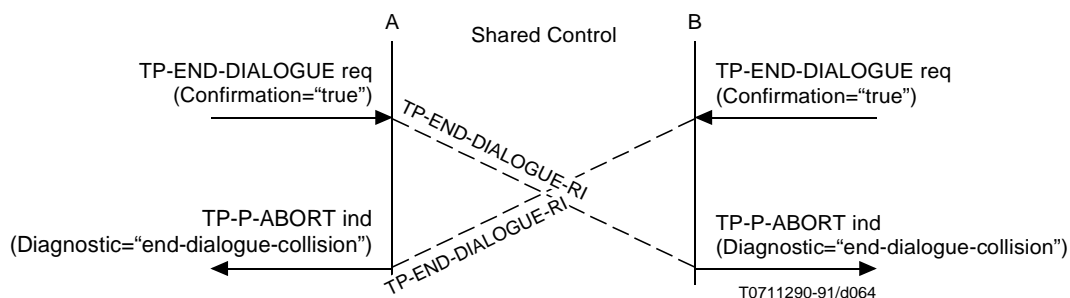 A
B
Shared Control
TP-END-DIALOGUE req
(Confirmation=“true”)
TP-END-DIALOGUE req
(Confirmation=“true”)
TP-END-DIALOGUE-RI
TP-END-DIALOGUE-RI
TP-P-ABORT ind
(Diagnostic=“end-dialogue-collision”)
TP-P-ABORT ind
(Diagnostic=“end-dialogue-collision”)
T0711290-91/d064